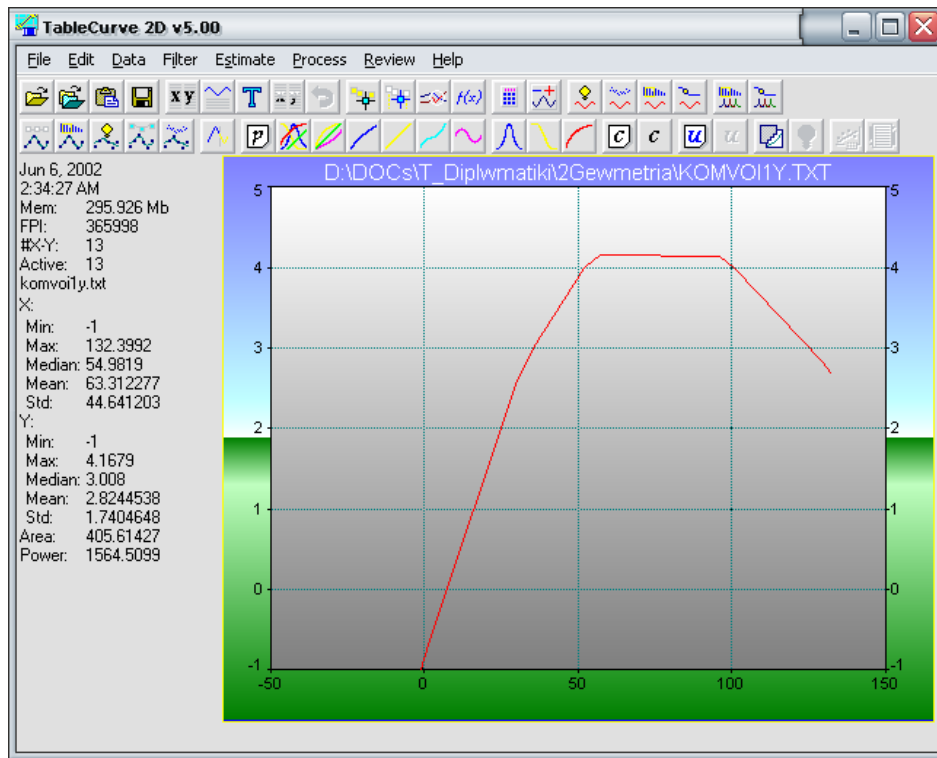 TableCurve 2D v5.00
File Edit Data Filter Estimate Process Review Help
x y T f(x)
p c c u u
Jun 6, 2002
2:34:27 AM
Mem: 295.926 Mb
FPI: 365998
#X-Y: 13
Active: 13
komvoi1y.txt
X:
Min: -1
Max: 132.3992
Median: 54.9819
Mean: 63.312277
Std: 44.641203
Y:
Min: -1
Max: 4.1679
Median: 3.008
Mean: 2.8244538
Std: 1.7404648
Area: 405.61427
Power: 1564.5099
D:\DOCs\T_Diplwmatiki\2Gewmetria\KOMVOI1Y.TXT
5 5
4 4
3 3
2 2
1 1
0 0
-1 -1
-50 0 50 100 150